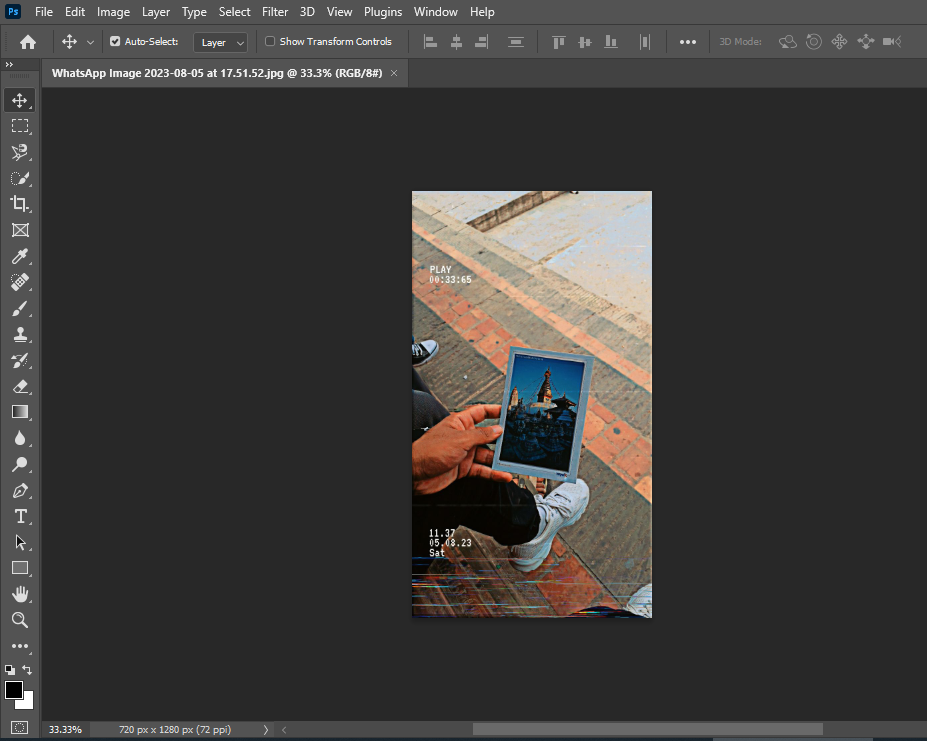 Ps File Edit Image Layer Type Select Filter 3D View Plugins Window Help
Auto-Select: Layer Show Transform Controls 3D Mode:
WhatsApp Image 2023-08-05 at 17.51.52.jpg @ 33.3% (RGB/8#) ×
PLAY
00:33:65
11.37
05.08.23
Sat
33.33% 720 px x 1280 px (72 ppi)